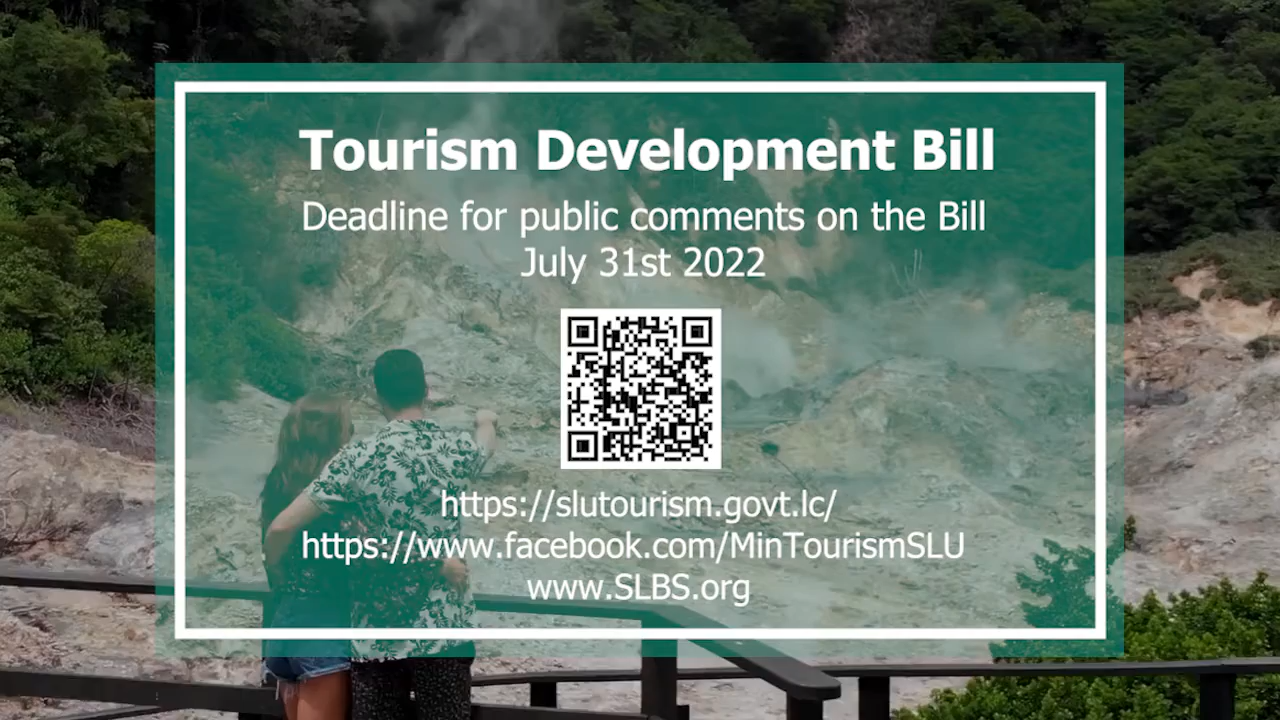 Tourism Development Bill
Deadline for public comments on the Bill
July 31st 2022
https://slutourism.govt.lc/
https://www.facebook.com/MinTourismSLU
www.SLBS.org